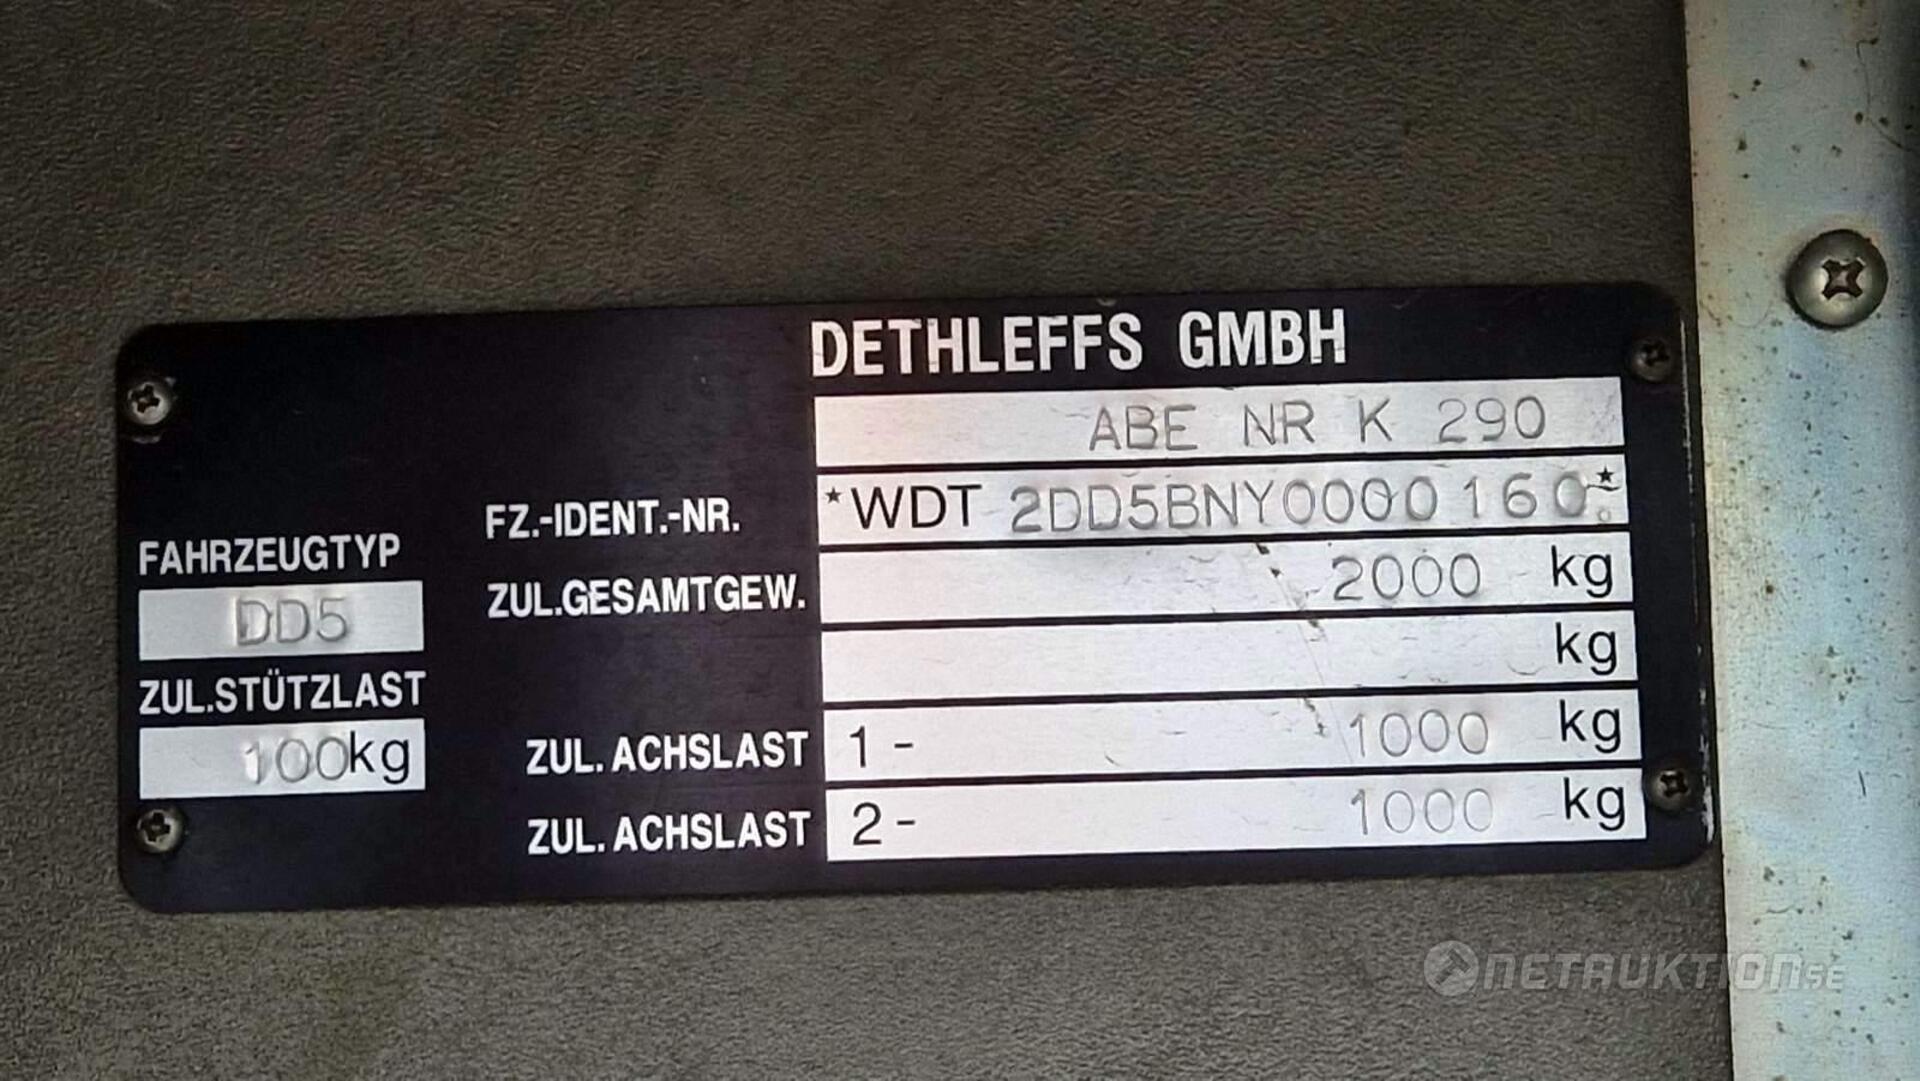 DETHLEFFS GMBH
ABE NR K 290
FZ.-IDENT.-NR. *WDT 2DD5BNY0000160*
FAHRZEUGTYP
DD5
ZUL.GESAMTGEW. 2000 kg
kg
ZUL.STÜTZLAST
100kg
ZUL. ACHSLAST 1- 1000 kg
ZUL. ACHSLAST 2- 1000 kg
NETAUKTION.SE